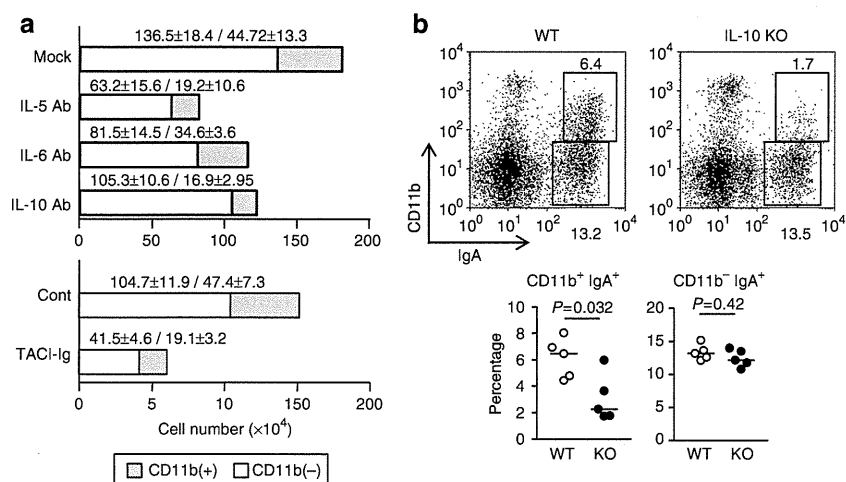 a
136.5±18.4 / 44.72±13.3
Mock
63.2±15.6 / 19.2±10.6
IL-5 Ab
81.5±14.5 / 34.6±3.6
IL-6 Ab
105.3±10.6 / 16.9±2.95
IL-10 Ab
0 50 100 150 200
104.7±11.9 / 47.4±7.3
Cont
41.5±4.6 / 19.1±3.2
TACI-Ig
0 5 100 150 200
Cell number (×10⁴)
CD11b(+) CD11b(−)
b
WT IL-10 KO
10⁴ 6.4 10⁴ 1.7
10³ 10³
10² 10²
10¹ 10¹
10⁰ 10⁰
10⁰ 10¹ 10² 10³ 10⁴ 10⁰ 10¹ 10² 10³ 10⁴
13.2 13.5
CD11b
IgA
CD11b⁺ IgA⁺ CD11b⁻ IgA⁺
10 P=0.032 20 P=0.42
8 15
6 10
4 5
2 0
0
Percentage
WT KO WT KO